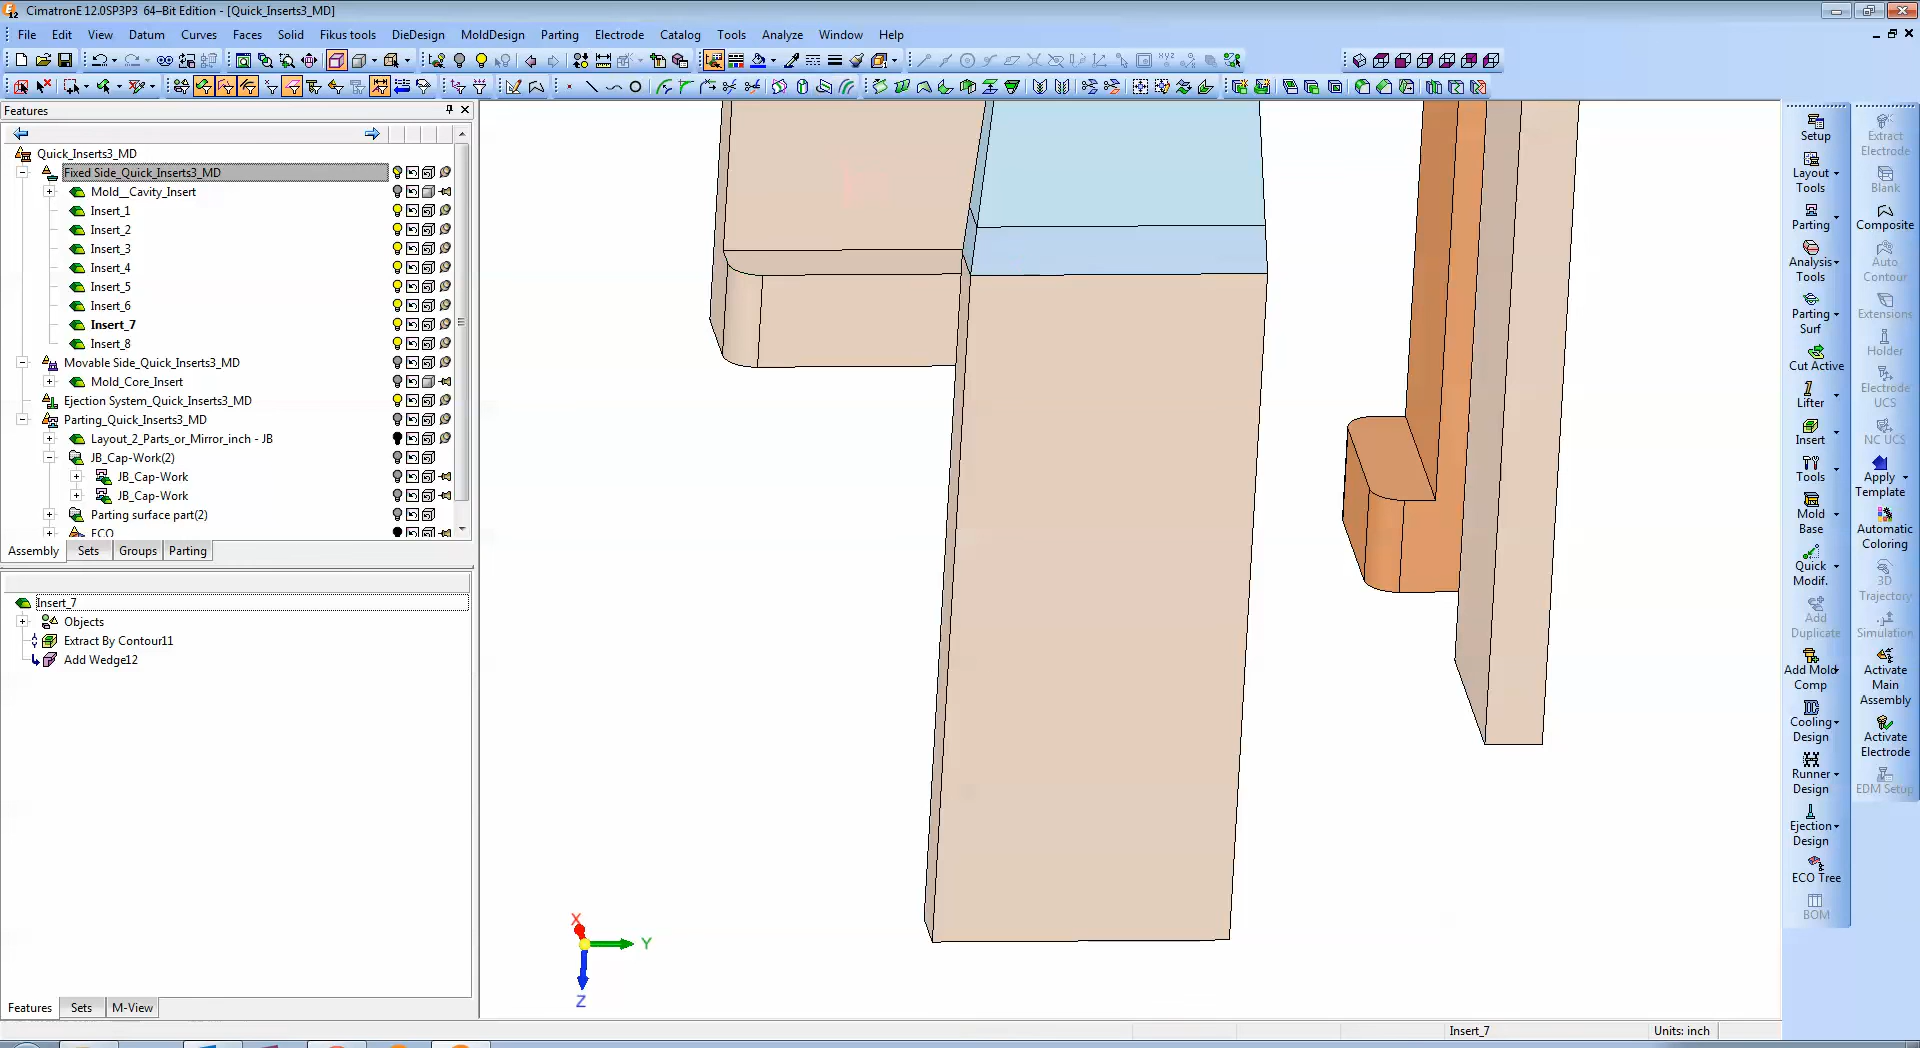 CimatronE 12.0SP3P3  64–Bit Edition - [Quick_Inserts3_MD]
File Edit View Datum Curves Faces Solid Fikus tools DieDesign MoldDesign Parting Electrode Catalog Tools Analyze Window Help
Features
Quick_Inserts3_MD
Fixed Side_Quick_Inserts3_MD
Mold__Cavity_Insert
Insert_1
Insert_2
Insert_3
Insert_4
Insert_5
Insert_6
Insert_7
Insert_8
Movable Side_Quick_Inserts3_MD
Mold_Core_Insert
Ejection System_Quick_Inserts3_MD
Parting_Quick_Inserts3_MD
Layout_2_Parts_or_Mirror_inch - JB
JB_Cap-Work(2)
JB_Cap-Work
JB_Cap-Work
Parting surface part(2)
ECO
Assembly Sets Groups Parting
Insert_7
Objects
Extract By Contour11
Add Wedge12
Features Sets M-View
X
Y
Z
Setup
Layout
Tools
Parting
Analysis
Tools
Parting
Surf
Cut Active
Lifter
Insert
Tools
Mold
Base
Quick
Modif.
Add
Duplicate
Add Mold
Comp
Cooling
Design
Runner
Design
Ejection
Design
ECO Tree
BOM
Extract
Electrode
Blank
Composite
Auto
Contour
Extensions
Holder
Electrode
UCS
NC UCS
Apply
Template
Automatic
Coloring
3D
Trajectory
Simulation
Activate
Main
Assembly
Activate
Electrode
EDM Setup
Insert_7
Units: inch